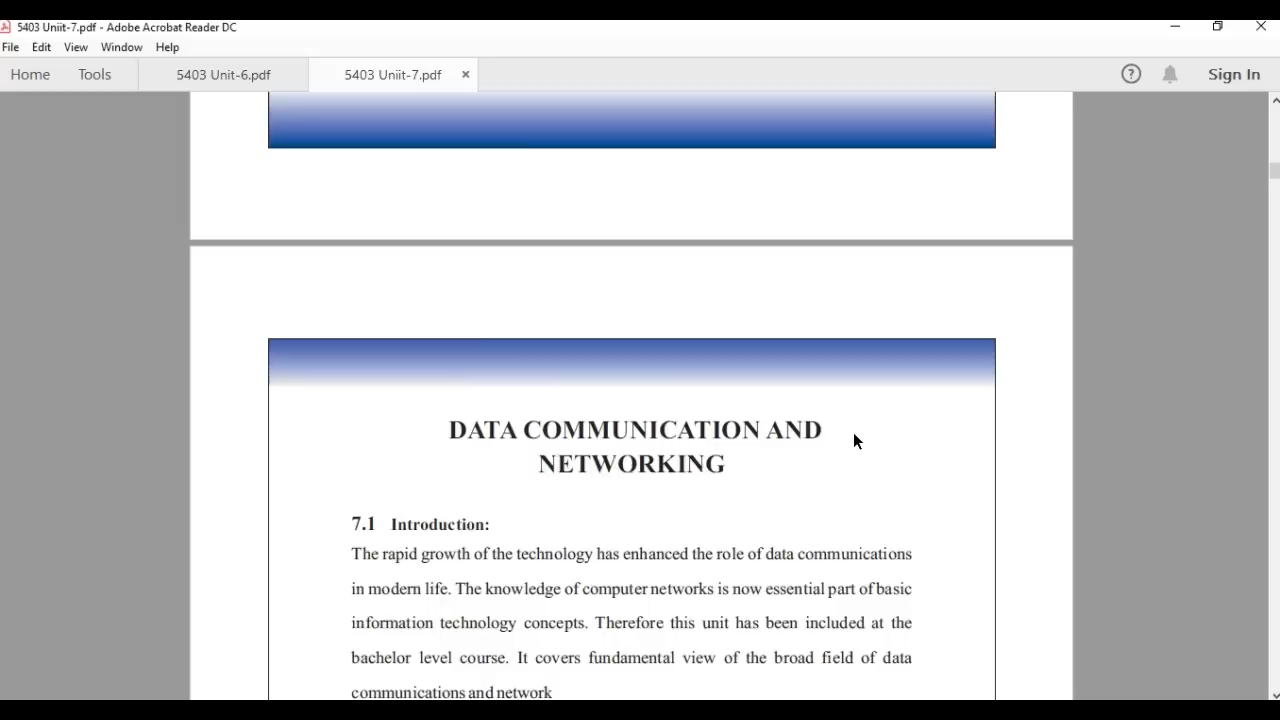 5403 Uniit-7.pdf - Adobe Acrobat Reader DC
File Edit View Window Help
Home Tools 5403 Unit-6.pdf 5403 Uniit-7.pdf × ? Sign In
DATA COMMUNICATION AND
NETWORKING
7.1 Introduction:
The rapid growth of the technology has enhanced the role of data communications
in modern life. The knowledge of computer networks is now essential part of basic
information technology concepts. Therefore this unit has been included at the
bachelor level course. It covers fundamental view of the broad field of data
communications and network